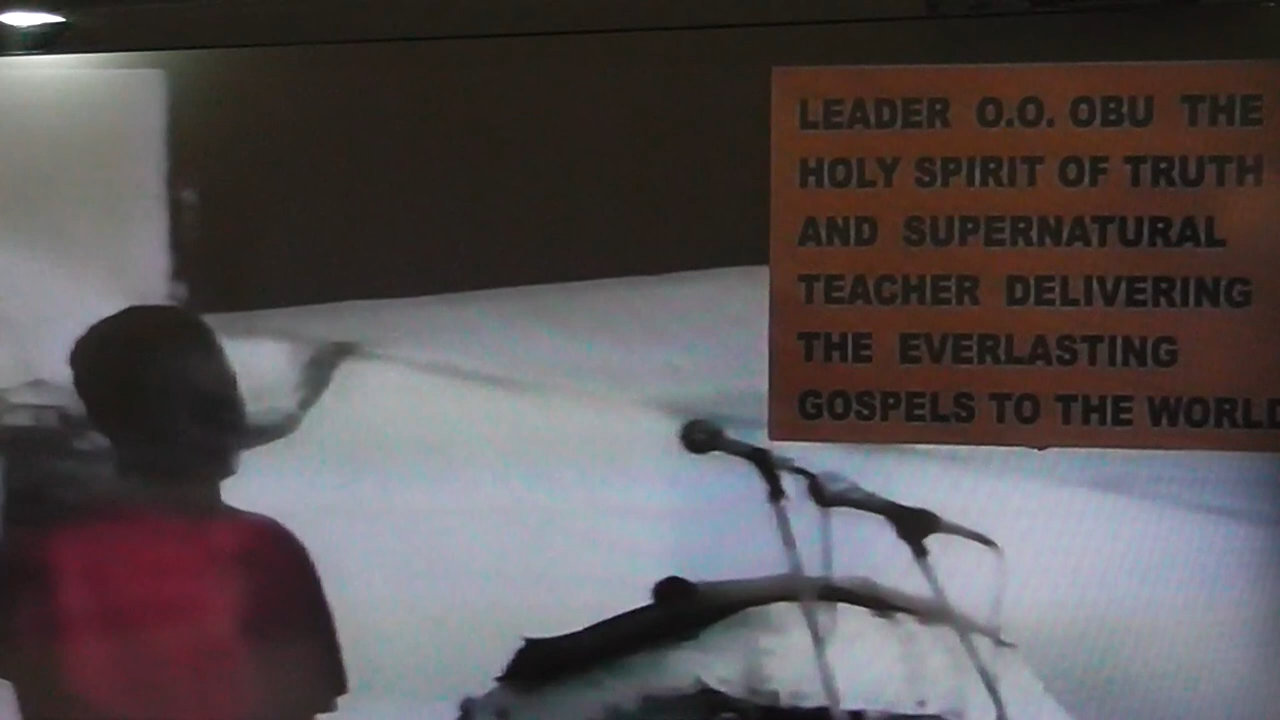 LEADER O.O. OBU THE
HOLY SPIRIT OF TRUTH
AND SUPERNATURAL
TEACHER DELIVERING
THE EVERLASTING
GOSPELS TO THE WORLD